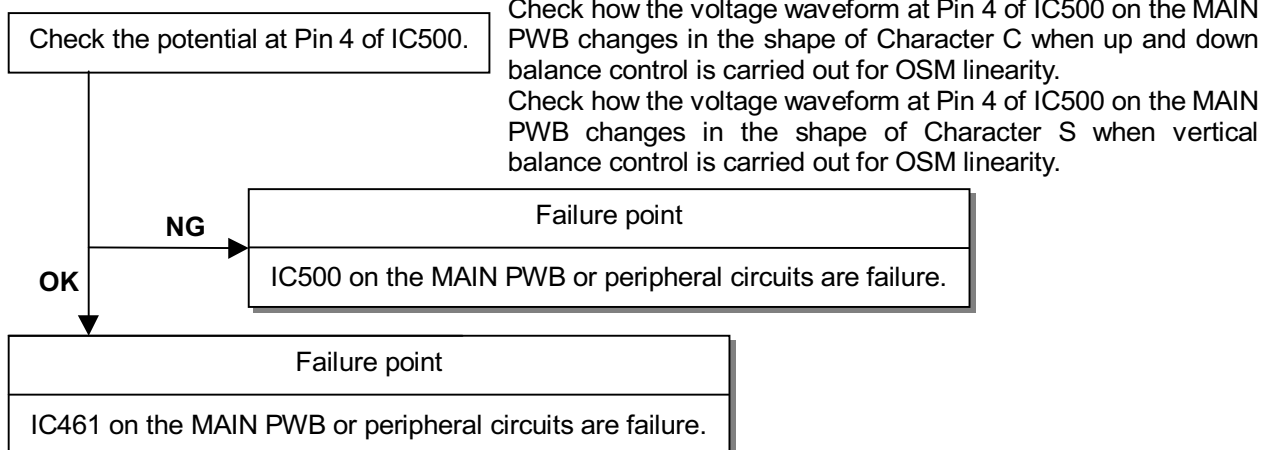 Check how the voltage waveform at Pin 4 of IC500 on the MAIN
PWB changes in the shape of Character C when up and down
balance control is carried out for OSM linearity.
Check how the voltage waveform at Pin 4 of IC500 on the MAIN
PWB changes in the shape of Character S when vertical
balance control is carried out for OSM linearity.
Check the potential at Pin 4 of IC500.
NG
Failure point
IC500 on the MAIN PWB or peripheral circuits are failure.
OK
Failure point
IC461 on the MAIN PWB or peripheral circuits are failure.